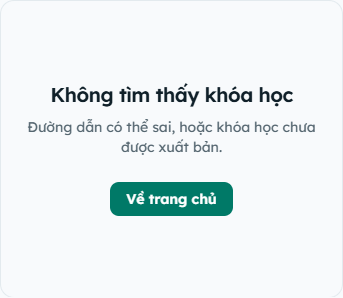 Không tìm thấy khóa học
Đường dẫn có thể sai, hoặc khóa học chưa
được xuất bản.
Về trang chủ